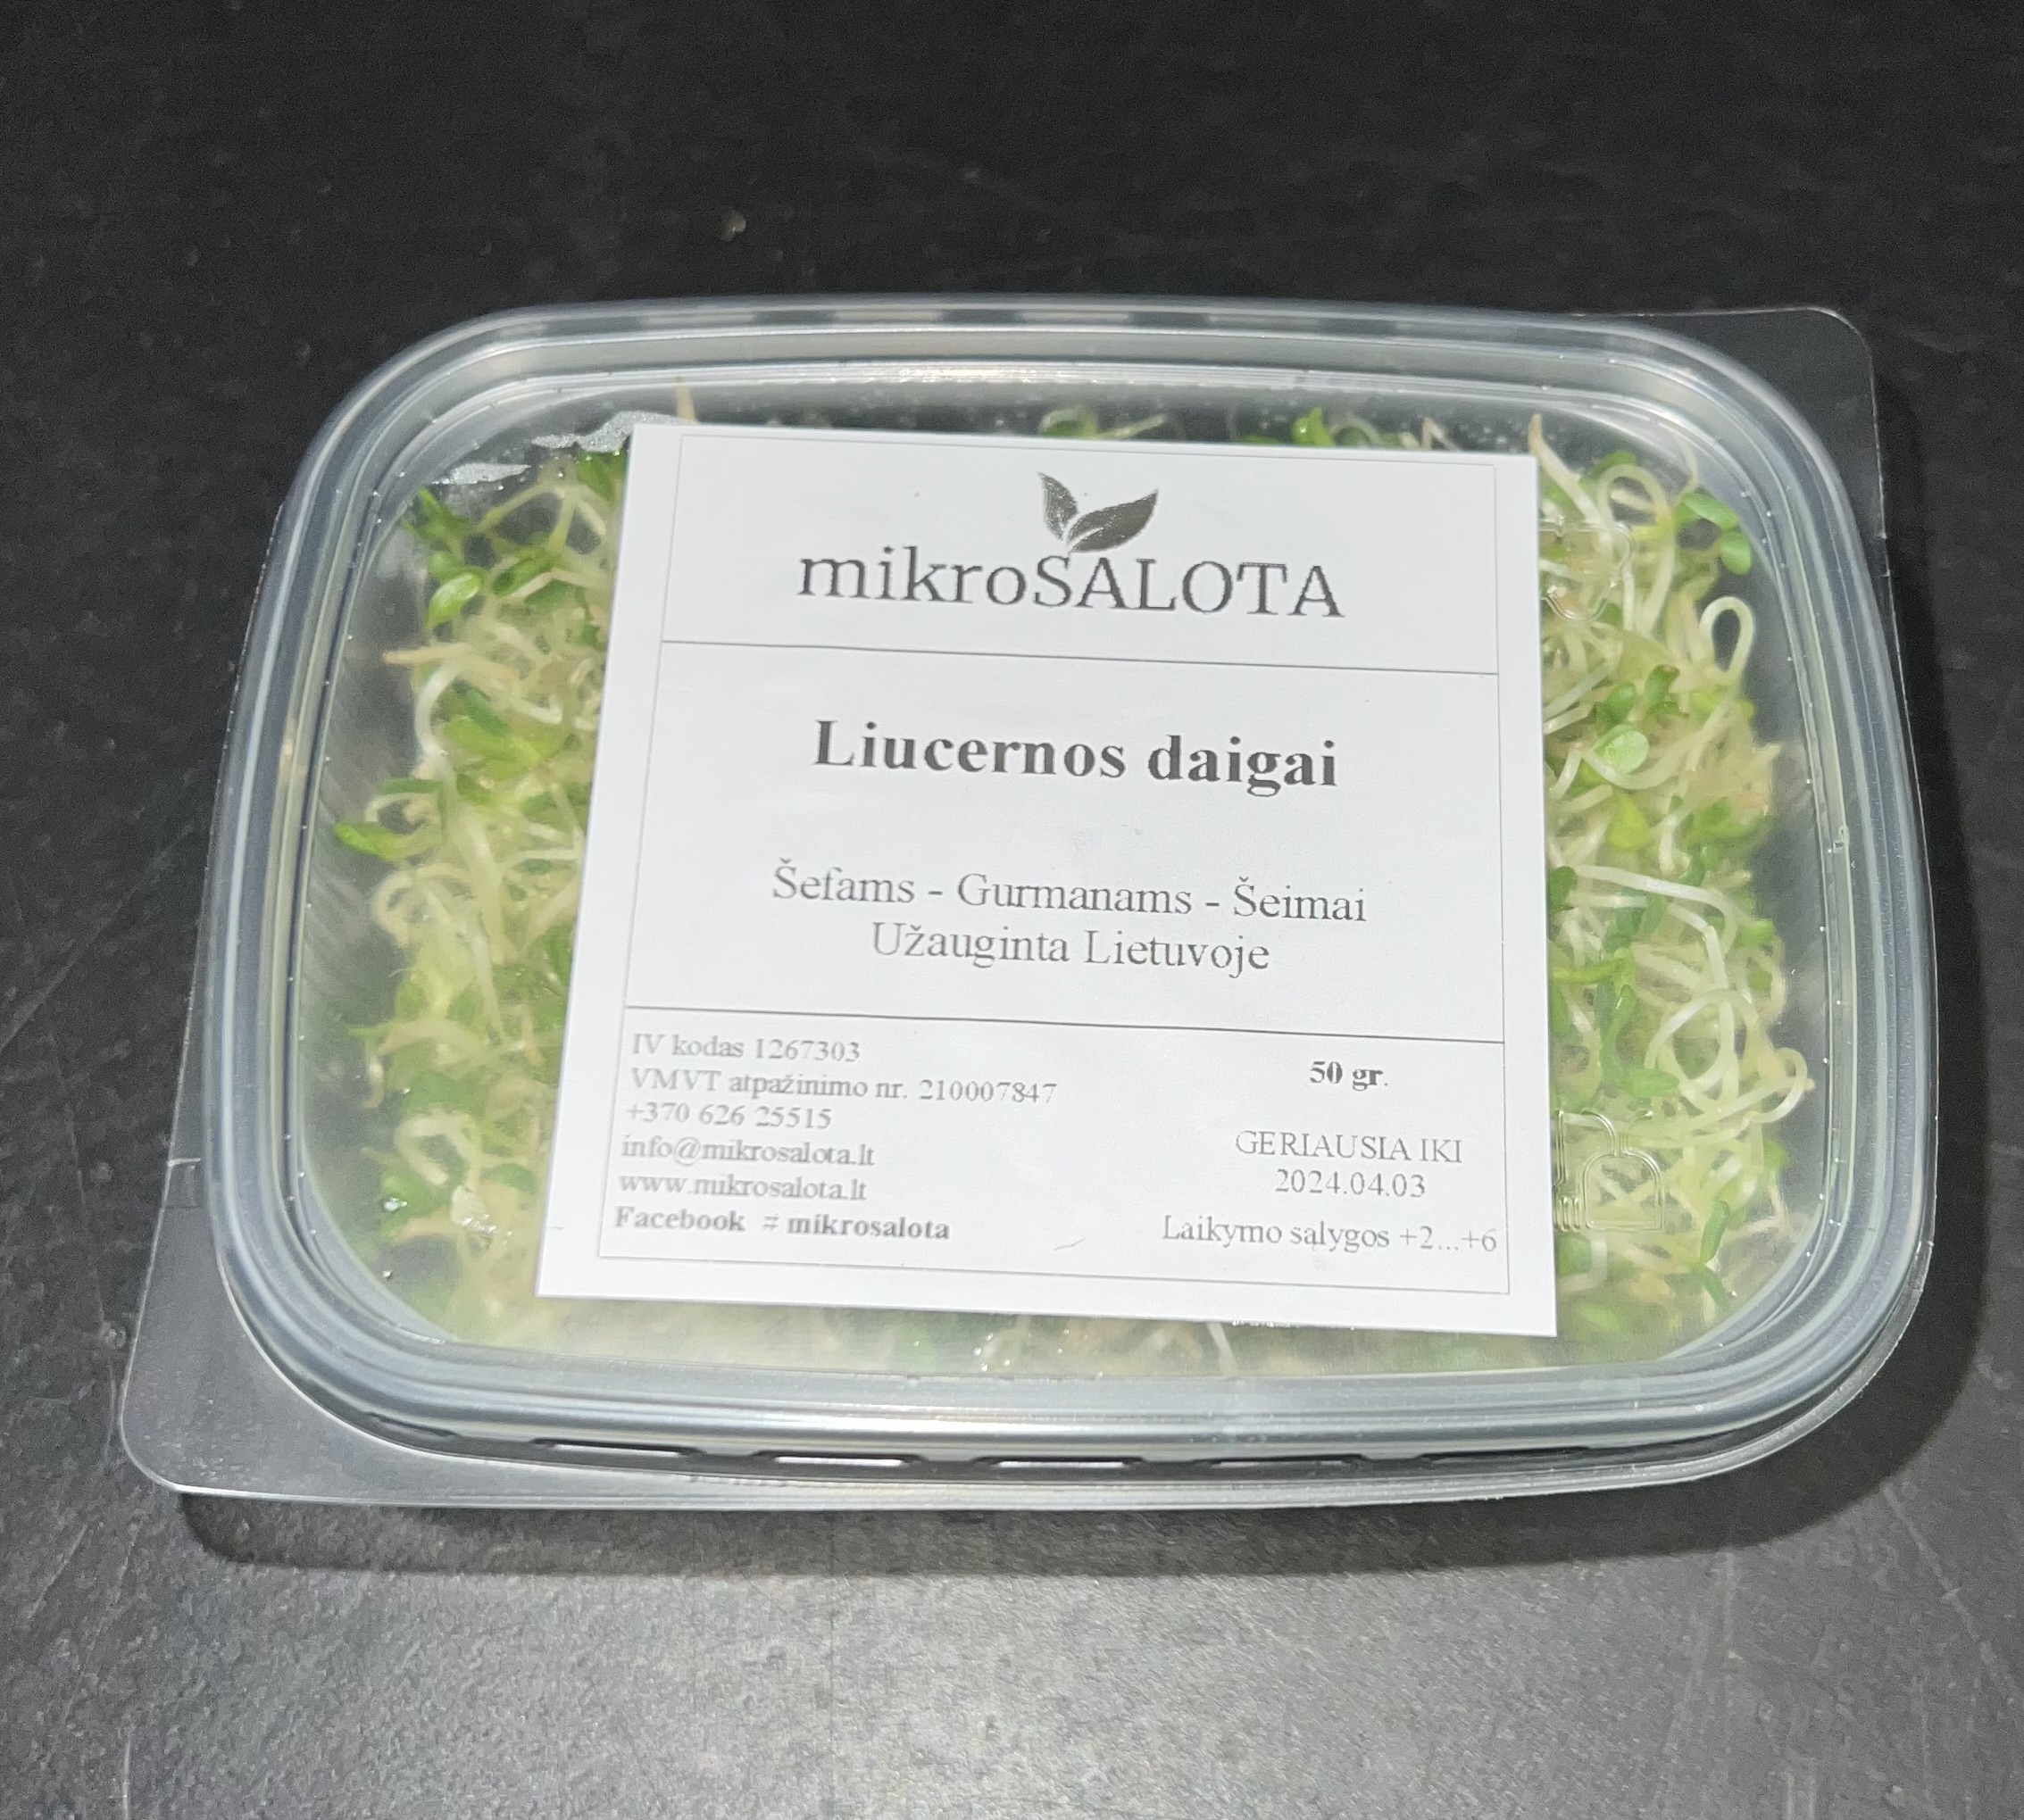 mikroSALOTA
Liucernos daigai
Šefams - Gurmanams - Šeimai
Užauginta Lietuvoje
IV kodas 1267303
VMVT atpažinimo nr. 210007847
+370 626 25515
info@mikrosalota.lt
www.mikrosalota.lt
Facebook # mikrosalota
50 gr.
GERIAUSIA IKI
2024.04.03
Laikymo salygos +2...+6